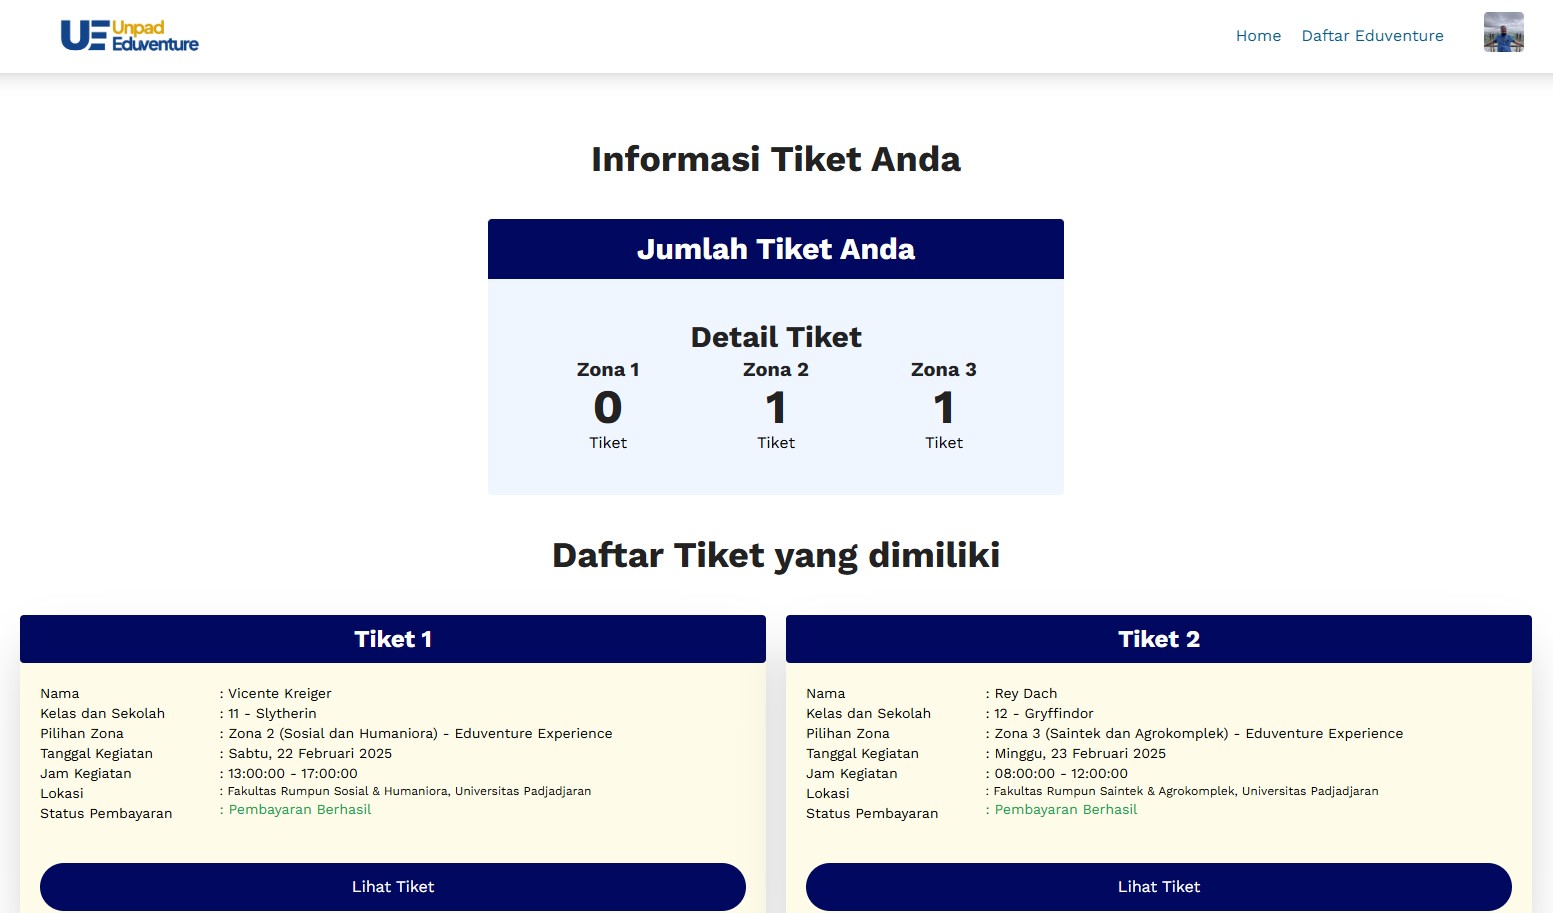 UE Unpad
Eduventure
Home Daftar Eduventure
Informasi Tiket Anda
Jumlah Tiket Anda
Detail Tiket
Zona 1 Zona 2 Zona 3
0 1 1
Tiket Tiket Tiket
Daftar Tiket yang dimiliki
Tiket 1
Nama : Vicente Kreiger
Kelas dan Sekolah : 11 - Slytherin
Pilihan Zona : Zona 2 (Sosial dan Humaniora) - Eduventure Experience
Tanggal Kegiatan : Sabtu, 22 Februari 2025
Jam Kegiatan : 13:00:00 - 17:00:00
Lokasi : Fakultas Rumpun Sosial & Humaniora, Universitas Padjadjaran
Status Pembayaran : Pembayaran Berhasil
Lihat Tiket
Tiket 2
Nama : Rey Dach
Kelas dan Sekolah : 12 - Gryffindor
Pilihan Zona : Zona 3 (Saintek dan Agrokomplek) - Eduventure Experience
Tanggal Kegiatan : Minggu, 23 Februari 2025
Jam Kegiatan : 08:00:00 - 12:00:00
Lokasi : Fakultas Rumpun Saintek & Agrokomplek, Universitas Padjadjaran
Status Pembayaran : Pembayaran Berhasil
Lihat Tiket